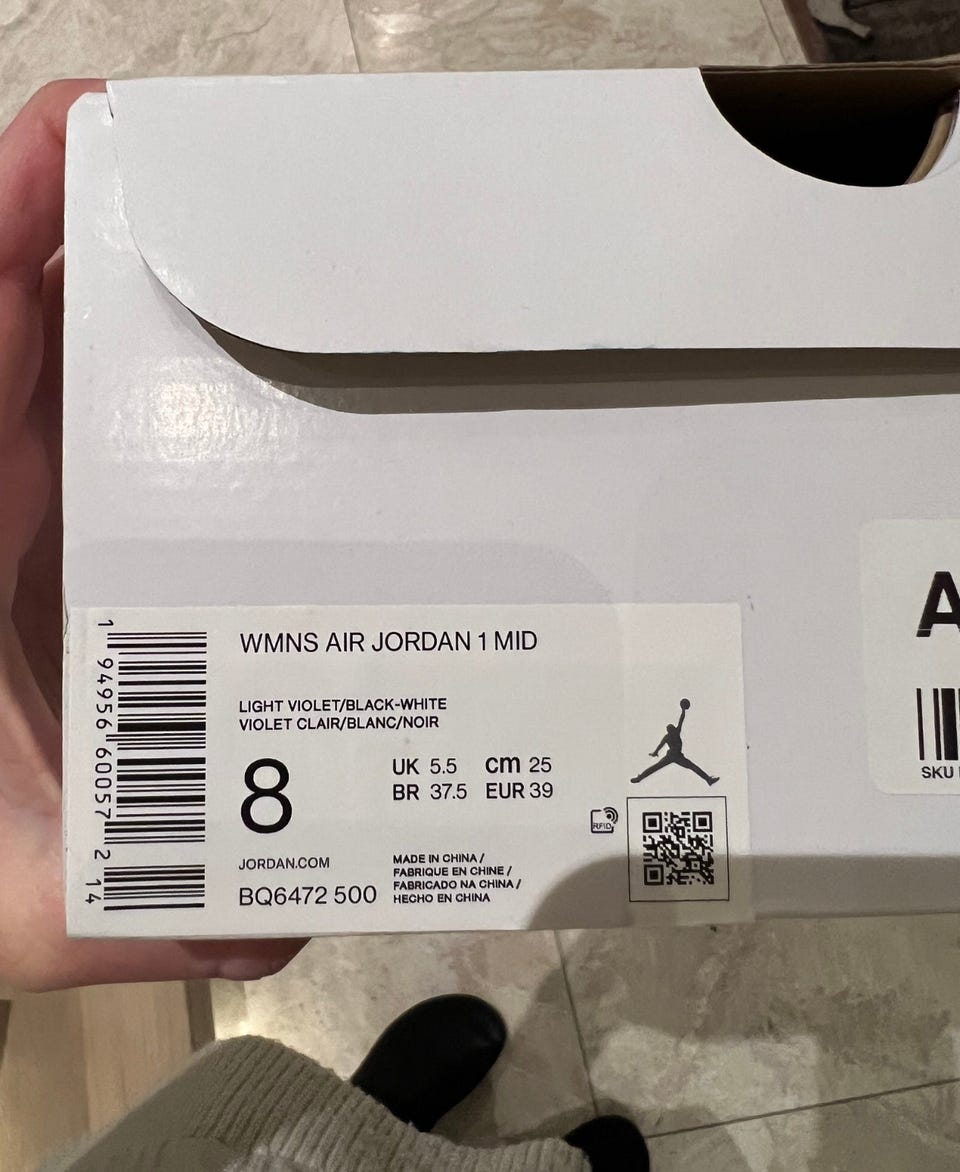 WMNS AIR JORDAN 1 MID
LIGHT VIOLET/BLACK-WHITE
VIOLET CLAIR/BLANC/NOIR
8
UK 5.5 cm 25
BR 37.5 EUR 39
JORDAN.COM
BQ6472 500
MADE IN CHINA /
FABRIQUE EN CHINE /
FABRICADO NA CHINA /
HECHO EN CHINA
RFID
1 94956 60057 2 14
A
SKU